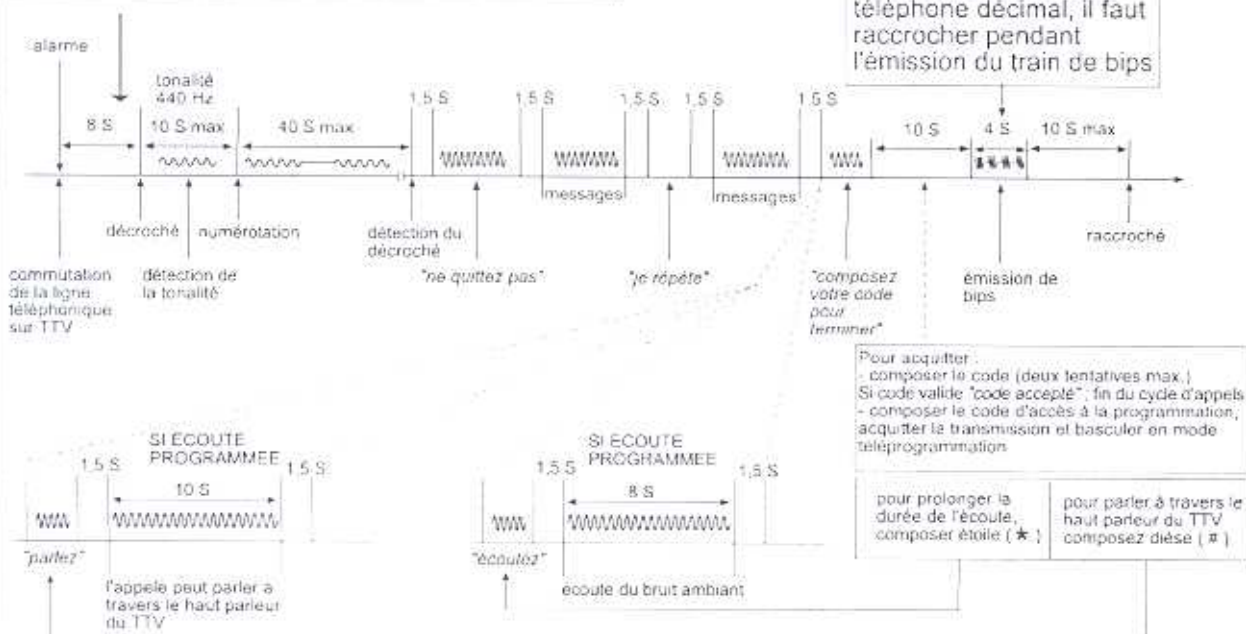 téléphone décimal, il faut
raccrocher pendant
l'émission du train de bips
alarme
tonalité
440 Hz
8 S
10 S max
40 S max
1,5 S
1,5 S
1,5 S
1,5 S
1,5 S
10 S
4 S
10 S max
messages
messages
décroché
numérotation
détection du
décroché
raccroché
commutation
de la ligne
téléphonique
sur TTV
détection de
la tonalité
"ne quittez pas"
"je répète"
"composez
votre code
pour
terminer"
émission de
bips
Pour acquitter :
- composer le code (deux tentatives max.)
Si code valide "code accepté", fin du cycle d'appels
- composer le code d'accès à la programmation,
acquitter la transmission et basculer en mode
téléprogrammation
SI ECOUTE
PROGRAMMEE
1,5 S
10 S
1,5 S
"parlez"
l'appelé peut parler à
travers le haut parleur
du TTV
SI ECOUTE
PROGRAMMEE
1,5 S
8 S
1,5 S
"écoutez"
écoute du bruit ambiant
pour prolonger la
durée de l'écoute,
composer étoile (★)
pour parler à travers le
haut parleur du TTV
composez dièse (#)